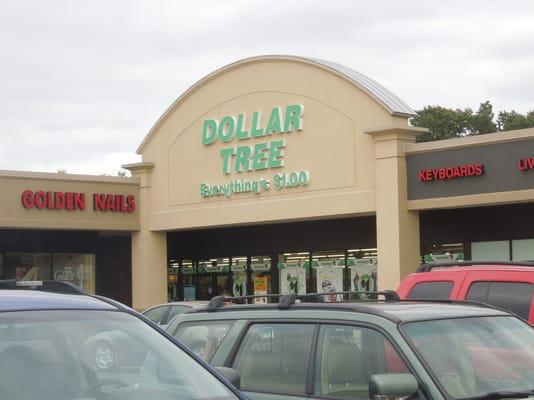 DOLLAR
TREE
Everything's $1.00
GOLDEN NAILS
KEYBOARDS